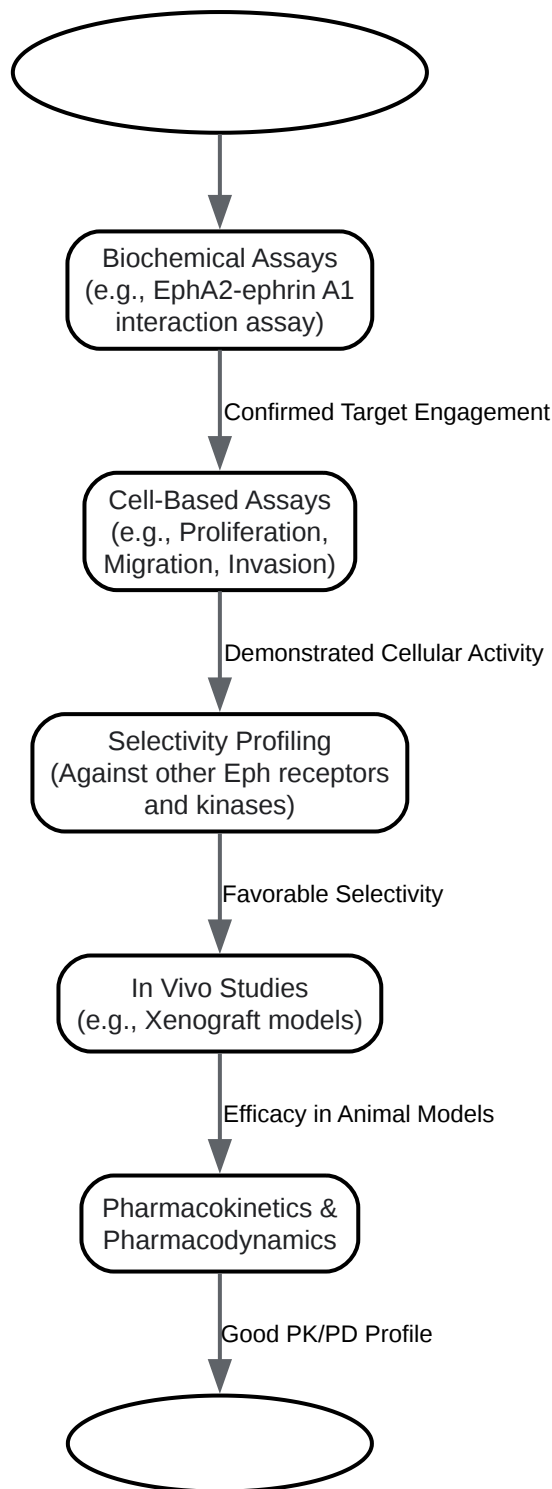 Biochemical Assays
(e.g., EphA2-ephrin A1
interaction assay)
Confirmed Target Engagement
Cell-Based Assays
(e.g., Proliferation,
Migration, Invasion)
Demonstrated Cellular Activity
Selectivity Profiling
(Against other Eph receptors
and kinases)
Favorable Selectivity
In Vivo Studies
(e.g., Xenograft models)
Efficacy in Animal Models
Pharmacokinetics &
Pharmacodynamics
Good PK/PD Profile